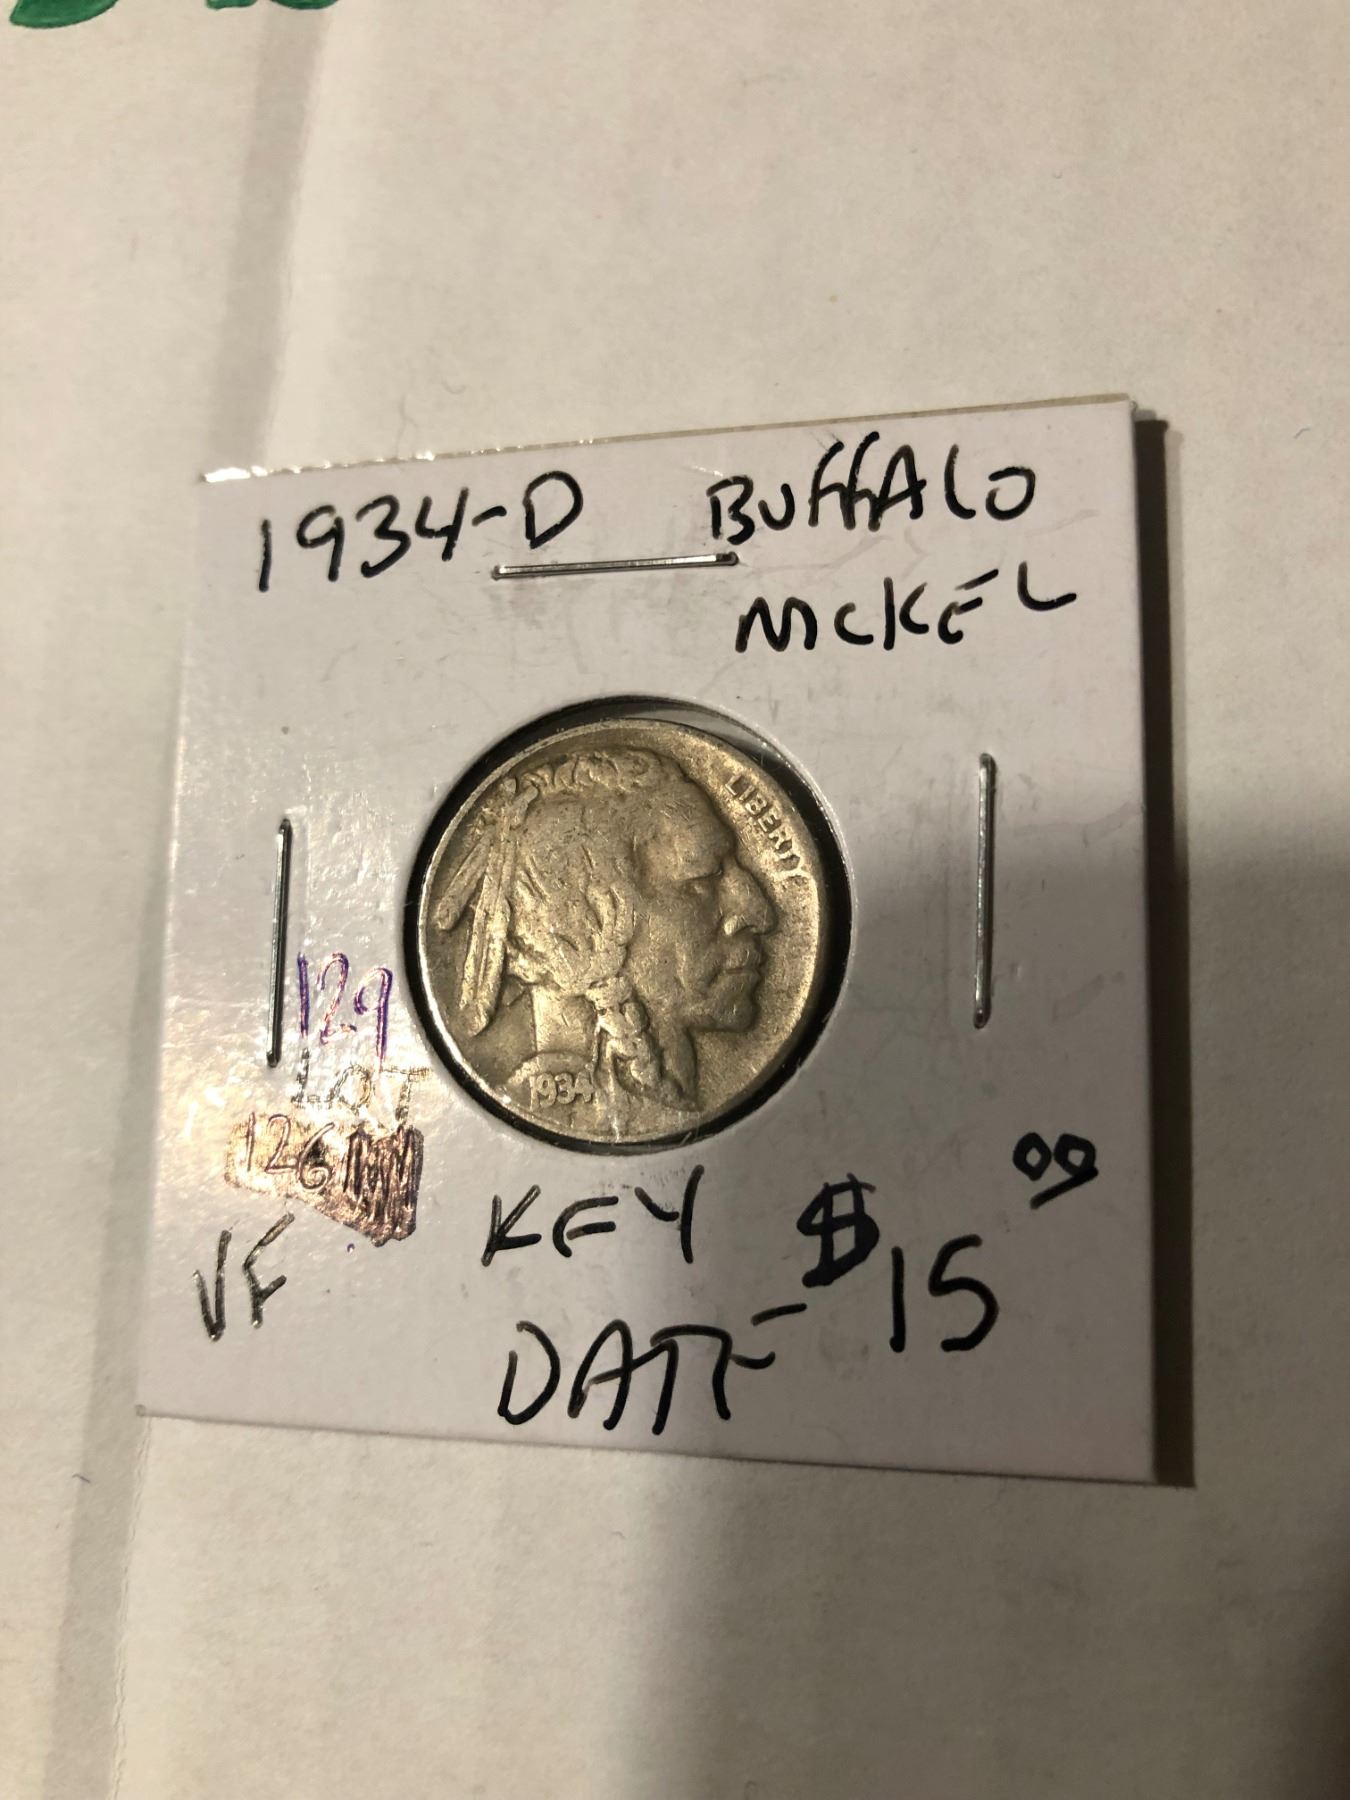 1934-D BUFFALO
NICKEL
LIBERTY
1934
129
LOT
126
VF
KEY
DATE
$15.00